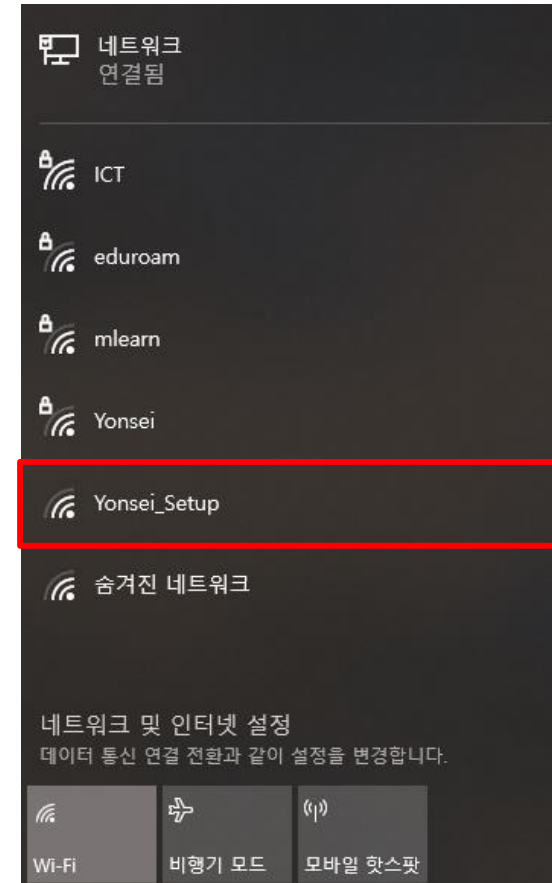 네트워크
연결됨
ICT
eduroam
mlearn
Yonsei
Yonsei_Setup
숨겨진 네트워크
네트워크 및 인터넷 설정
데이터 통신 연결 전환과 같이 설정을 변경합니다.
Wi-Fi 비행기 모드 모바일 핫스팟